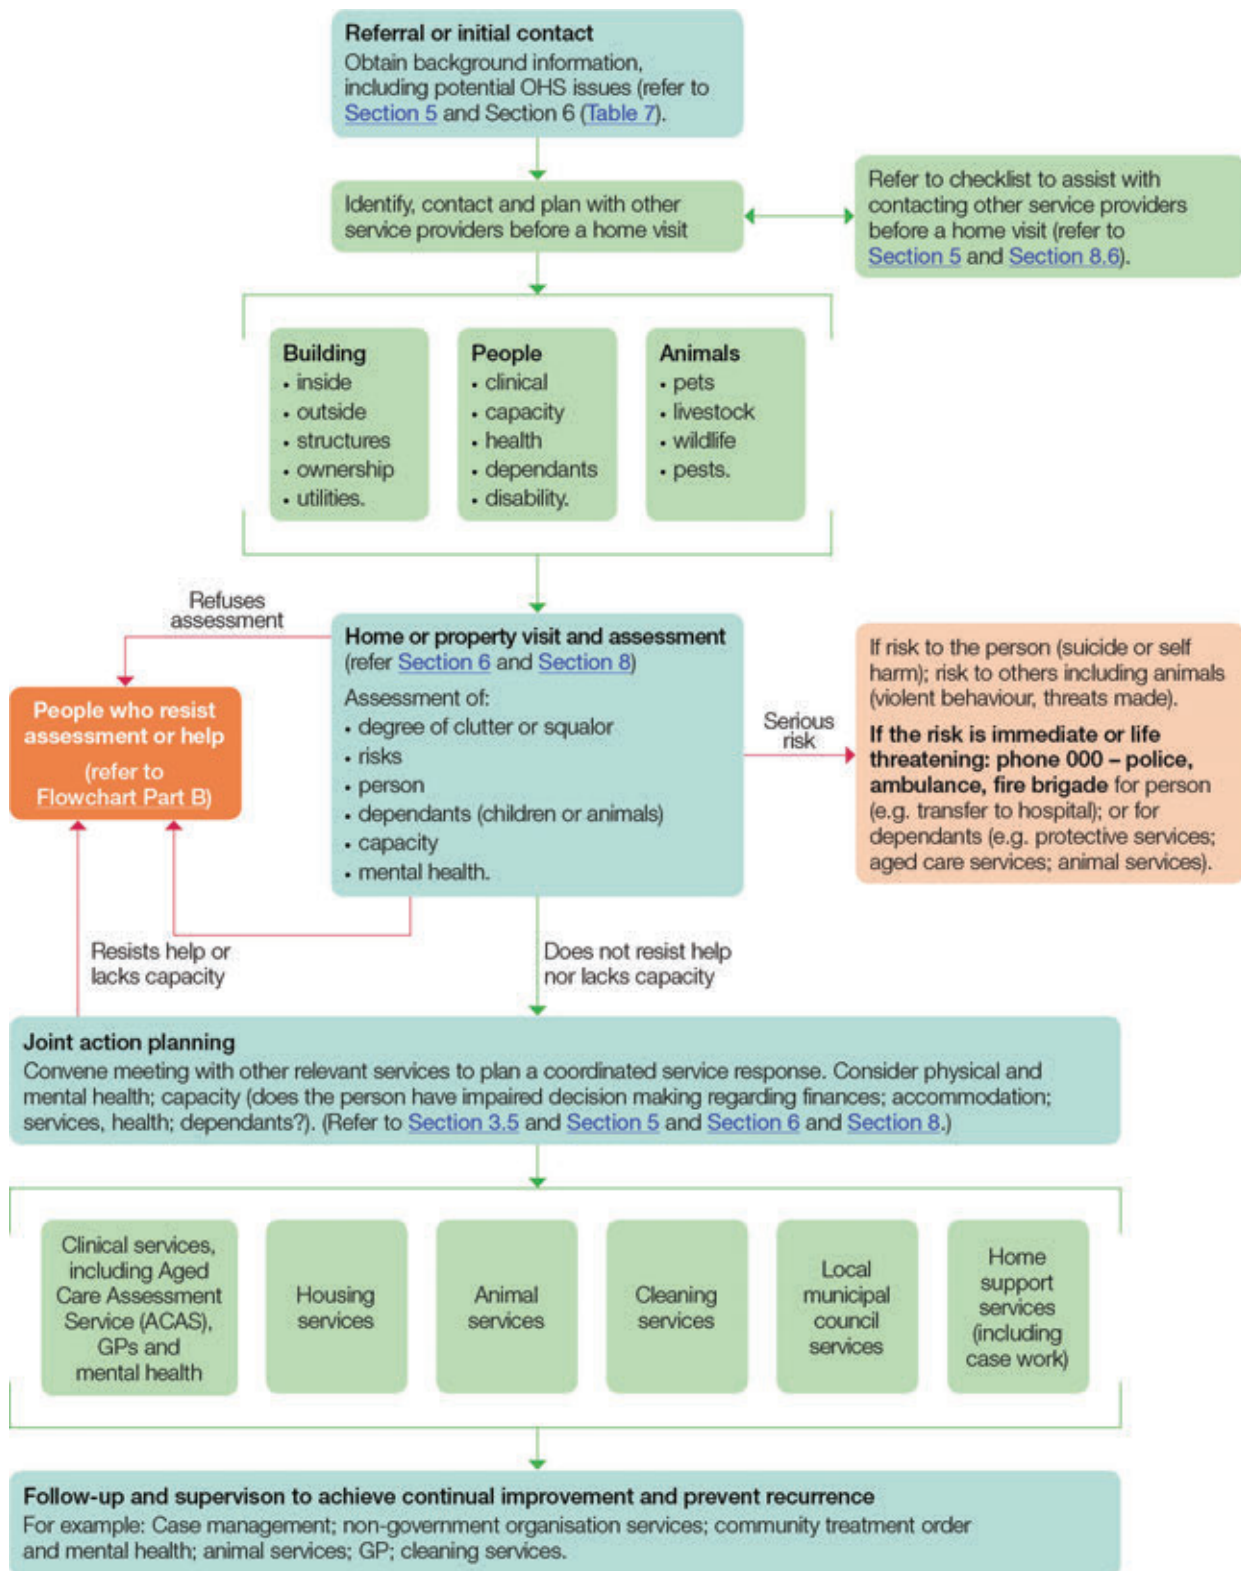 Referral or initial contact
Obtain background information,
including potential OHS issues (refer to
Section 5 and Section 6 (Table 7).
Identify, contact and plan with other
service providers before a home visit
Refer to checklist to assist with
contacting other service providers
before a home visit (refer to
Section 5 and Section 8.6).
Building
• inside
• outside
• structures
• ownership
• utilities.
People
• clinical
• capacity
• health
• dependants
• disability.
Animals
• pets
• livestock
• wildlife
• pests.
Refuses
assessment
Home or property visit and assessment
(refer Section 6 and Section 8)
Assessment of:
• degree of clutter or squalor
• risks
• person
• dependants (children or animals)
• capacity
• mental health.
Serious
risk
If risk to the person (suicide or self
harm); risk to others including animals
(violent behaviour, threats made).
If the risk is immediate or life
threatening: phone 000 – police,
ambulance, fire brigade for person
(e.g. transfer to hospital); or for
dependants (e.g. protective services;
aged care services; animal services).
People who resist
assessment or help
(refer to
Flowchart Part B)
Resists help or
lacks capacity
Does not resist help
nor lacks capacity
Joint action planning
Convene meeting with other relevant services to plan a coordinated service response. Consider physical and
mental health; capacity (does the person have impaired decision making regarding finances; accommodation;
services, health; dependants?). (Refer to Section 3.5 and Section 5 and Section 6 and Section 8.)
Clinical services,
including Aged
Care Assessment
Service (ACAS),
GPs and
mental health
Housing
services
Animal
services
Cleaning
services
Local
municipal
council
services
Home
support
services
(including
case work)
Follow-up and supervison to achieve continual improvement and prevent recurrence
For example: Case management; non-government organisation services; community treatment order
and mental health; animal services; GP; cleaning services.